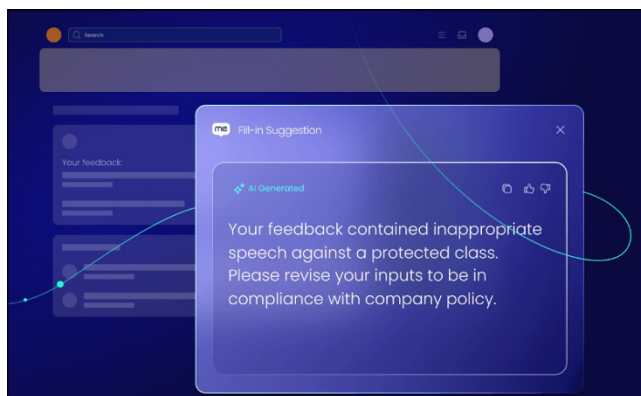 Search
me Fill-in Suggestion
Your feedback:
AI Generated
Your feedback contained inappropriate
speech against a protected class.
Please revise your inputs to be in
compliance with company policy.